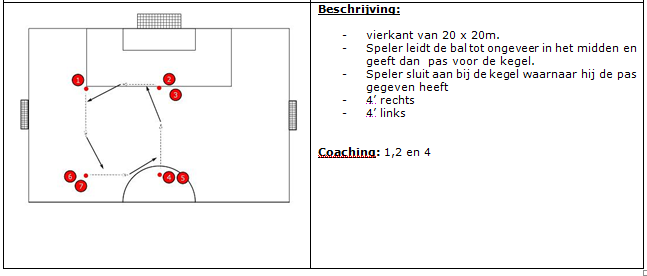 1
2
3
6
7
4
5
Beschrijving:
- vierkant van 20 x 20m.
- Speler leidt de bal tot ongeveer in het midden en
geeft dan pas voor de kegel.
- Speler sluit aan bij de kegel waarnaar hij de pas
gegeven heeft
- 4’ rechts
- 4’ links
Coaching: 1,2 en 4